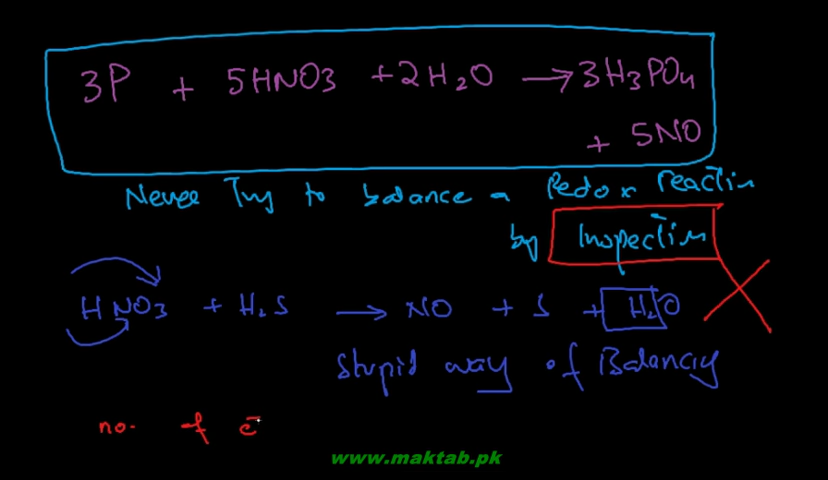 3P + 5HNO3 + 2H2O → 3H3PO4
+ 5NO
Never Try to balance a Redox reaction
by Inspection
HNO3 + H2S → NO + S + H2O
Stupid way of Balancing
no. of e-
www.maktab.pk